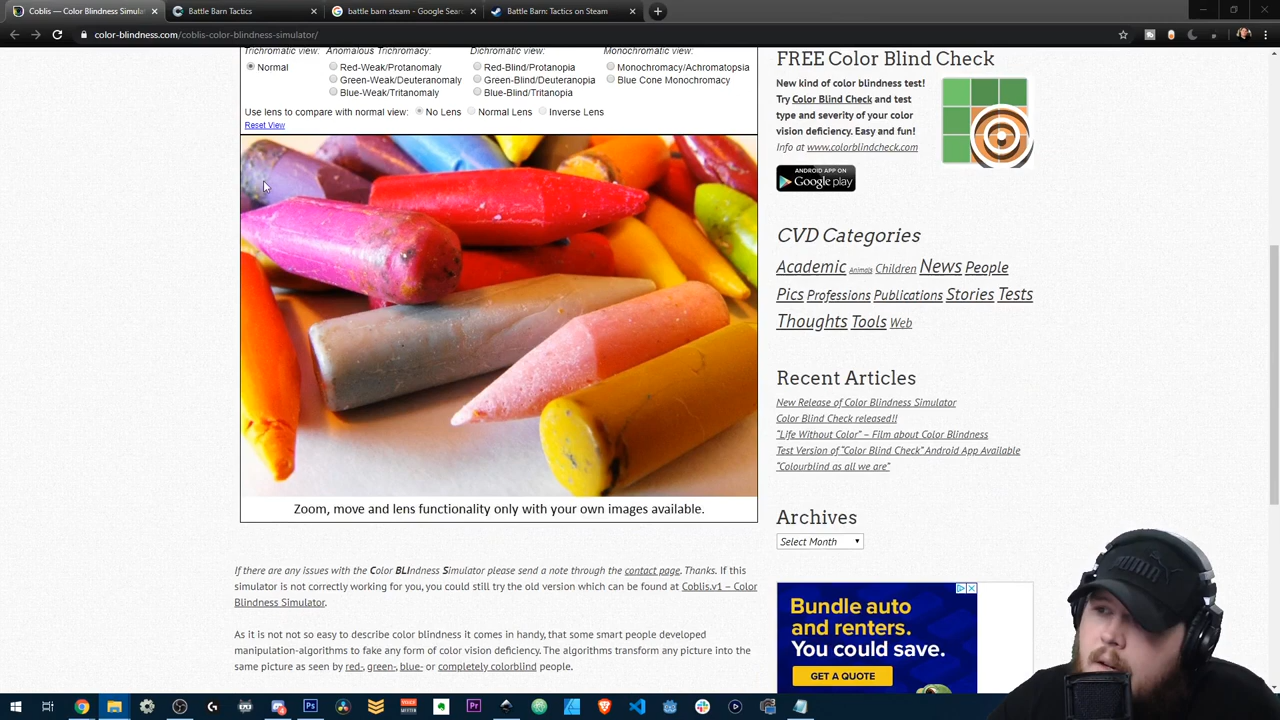 Coblis — Color Blindness Simula
Battle Barn Tactics
battle barn steam - Google Sear
Battle Barn: Tactics on Steam
color-blindness.com/coblis-color-blindness-simulator/
Trichromatic view: Anomalous Trichromacy: Dichromatic view: Monochromatic view:
Normal Red-Weak/Protanomaly Red-Blind/Protanopia Monochromacy/Achromatopsia
Green-Weak/Deuteranomaly Green-Blind/Deuteranopia Blue Cone Monochromacy
Blue-Weak/Tritanomaly Blue-Blind/Tritanopia
Use lens to compare with normal view: No Lens Normal Lens Inverse Lens
Reset View
Zoom, move and lens functionality only with your own images available.
If there are any issues with the Color BLIndness Simulator please send a note through the contact page. Thanks. If this
simulator is not correctly working for you, you could still try the old version which can be found at Coblis.v1 – Color
Blindness Simulator.
As it is not not so easy to describe color blindness it comes in handy, that some smart people developed
manipulation-algorithms to fake any form of color vision deficiency. The algorithms transform any picture into the
same picture as seen by red-, green-, blue- or completely colorblind people.
FREE Color Blind Check
New kind of color blindness test!
Try Color Blind Check and test
type and severity of your color
vision deficiency. Easy and fun!
Info at www.colorblindcheck.com
ANDROID APP ON
Google play
CVD Categories
Academic Animals Children News People
Pics Professions Publications Stories Tests
Thoughts Tools Web
Recent Articles
New Release of Color Blindness Simulator
Color Blind Check released!!
“Life Without Color” – Film about Color Blindness
Test Version of “Color Blind Check” Android App Available
“Colourblind as all we are”
Archives
Select Month
Bundle auto
and renters.
You could save.
GET A QUOTE
PUMA